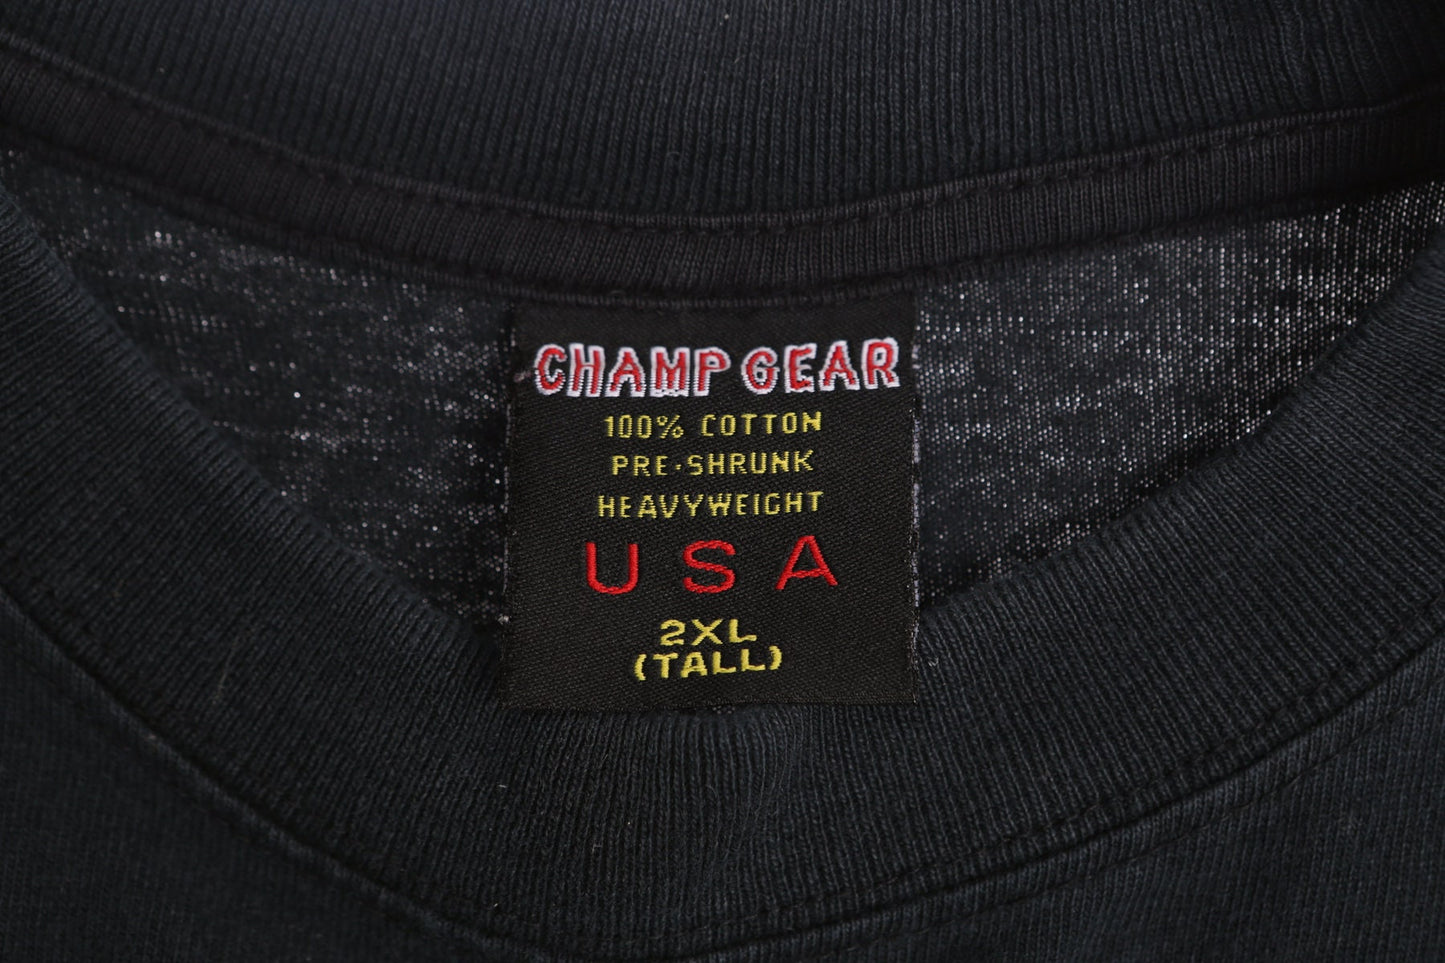 CHAMP GEAR
100% COTTON
PRE-SHRUNK
HEAVYWEIGHT
USA
2XL
(TALL)